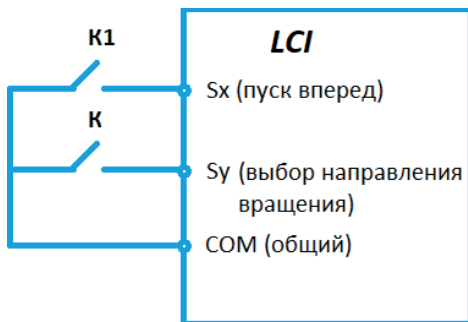 К1
LCI
Sx (пуск вперед)
К
Sy (выбор направления
вращения)
COM (общий)